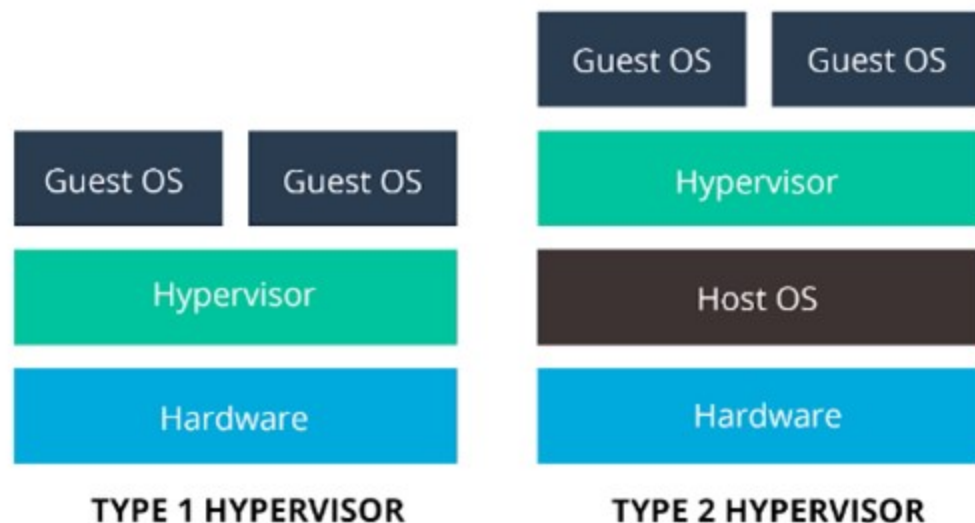 Guest OS Guest OS
Hypervisor
Hardware
TYPE 1 HYPERVISOR
Guest OS Guest OS
Hypervisor
Host OS
Hardware
TYPE 2 HYPERVISOR